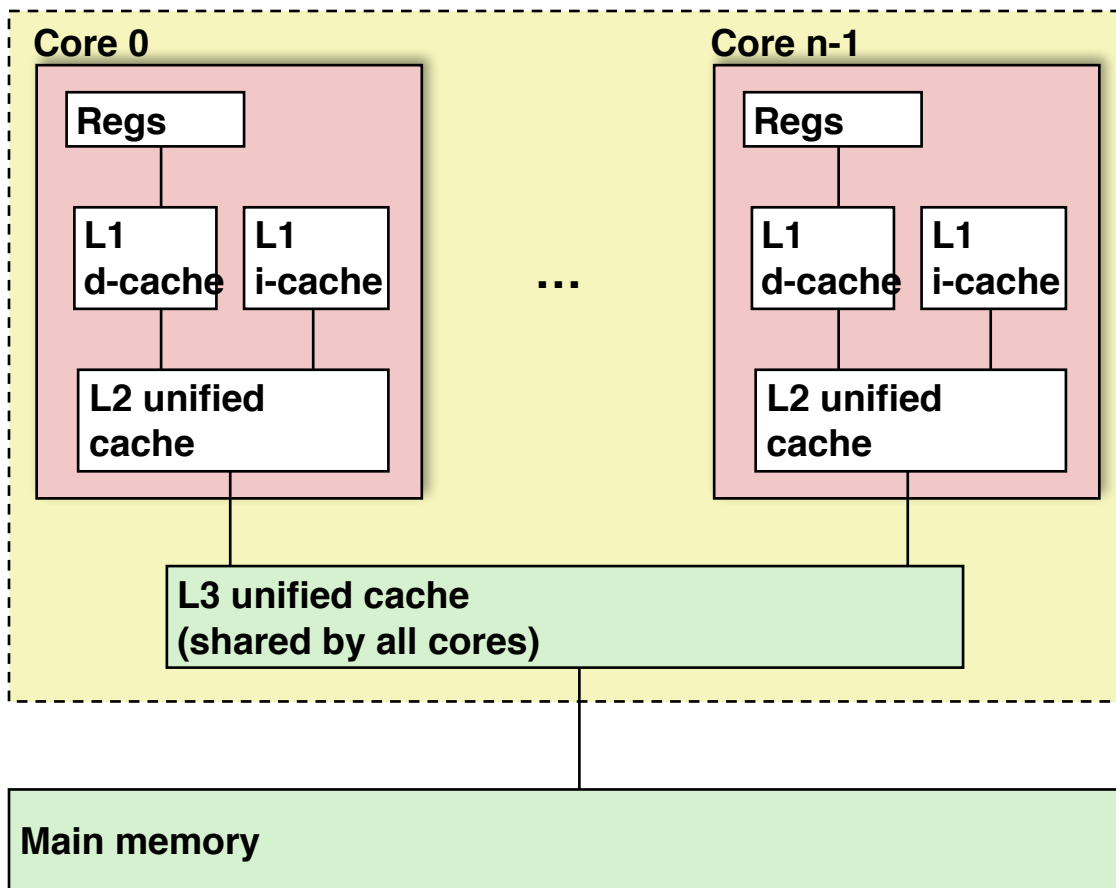 Core 0
Regs
L1
d-cache
L1
i-cache
L2 unified
cache
...
Core n-1
Regs
L1
d-cache
L1
i-cache
L2 unified
cache
L3 unified cache
(shared by all cores)
Main memory